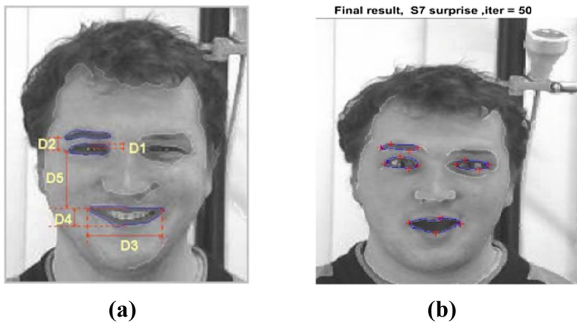 Final result, S7 surprise ,iter = 50
D2
D1
D5
D4
D3
(a)
(b)